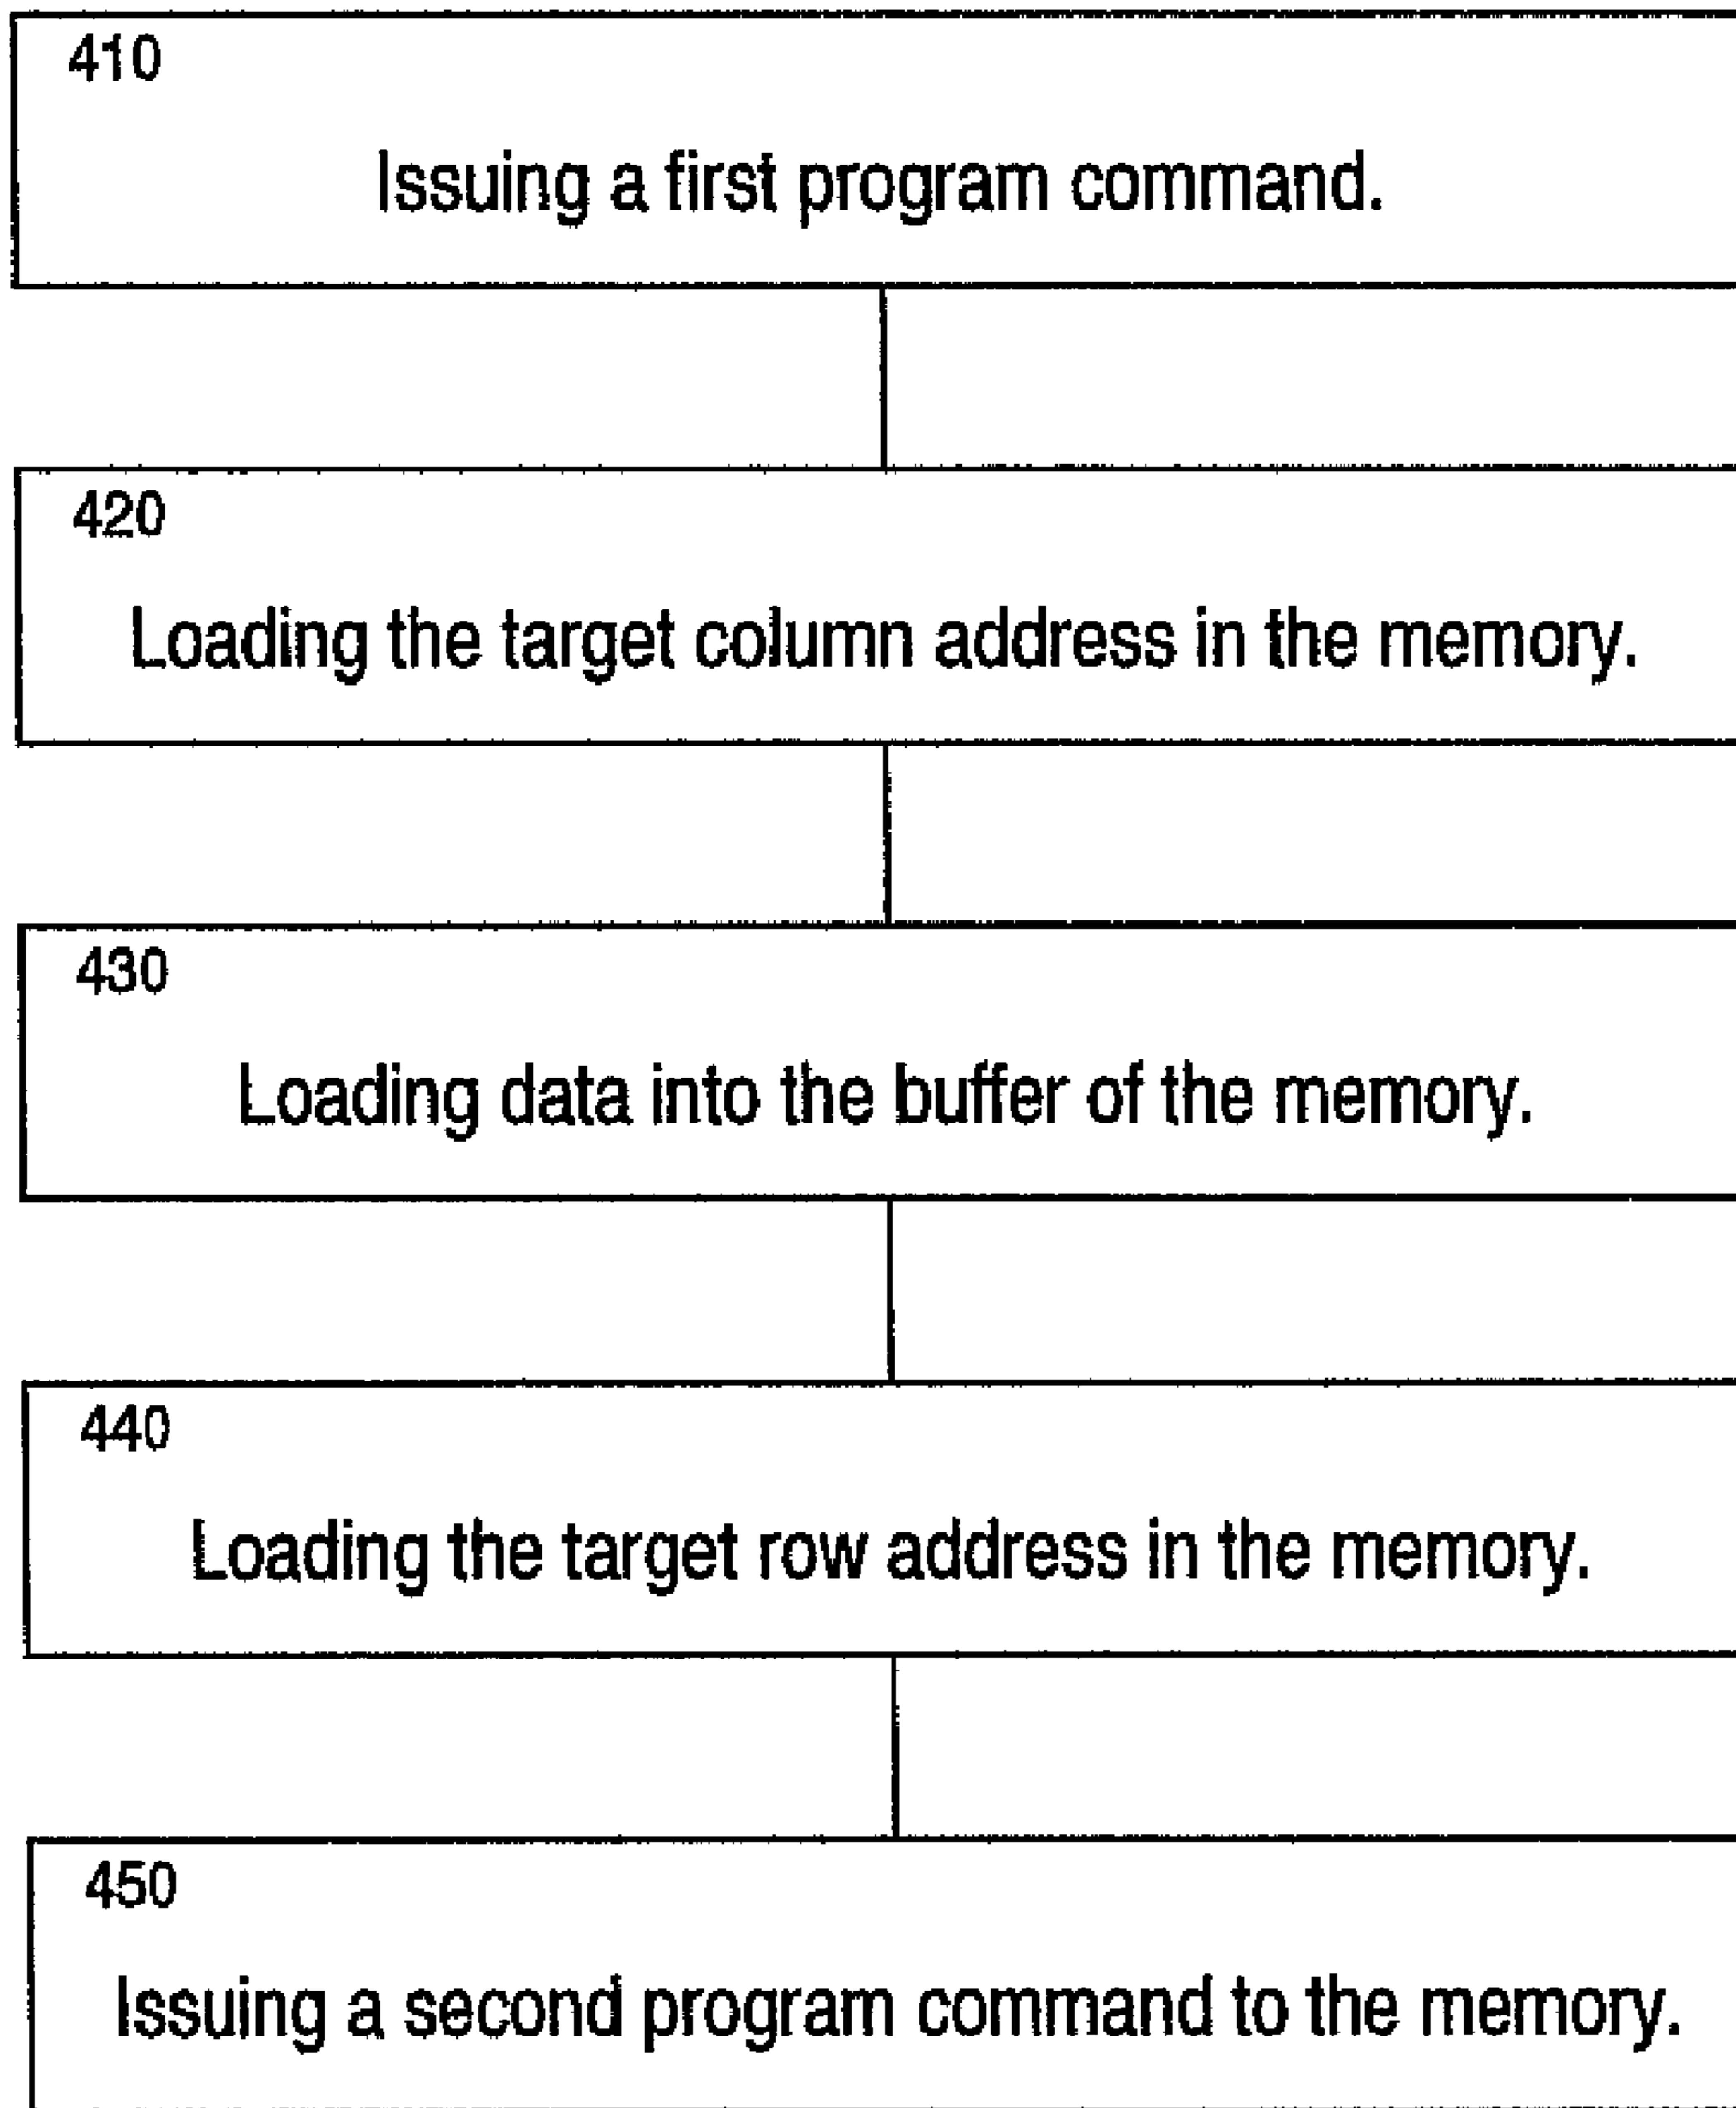 410
Issuing a first program command.
420
Loading the target column address in the memory.
430
Loading data into the buffer of the memory.
440
Loading the target row address in the memory.
450
Issuing a second program command to the memory.